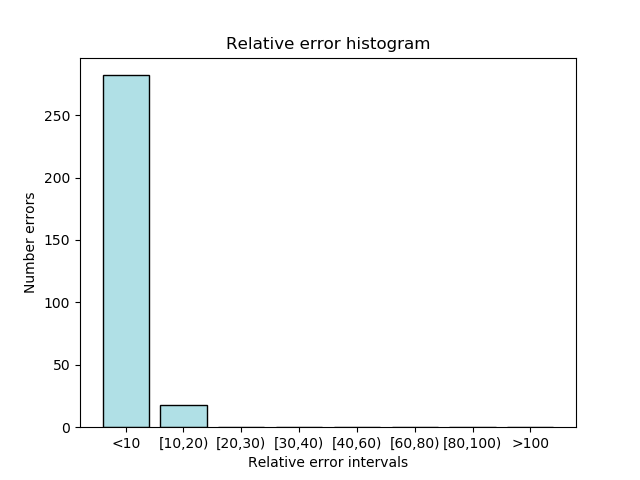 Relative error histogram
Number errors
250
200
150
100
50
0
<10 [10,20) [20,30) [30,40) [40,60) [60,80) [80,100) >100
Relative error intervals